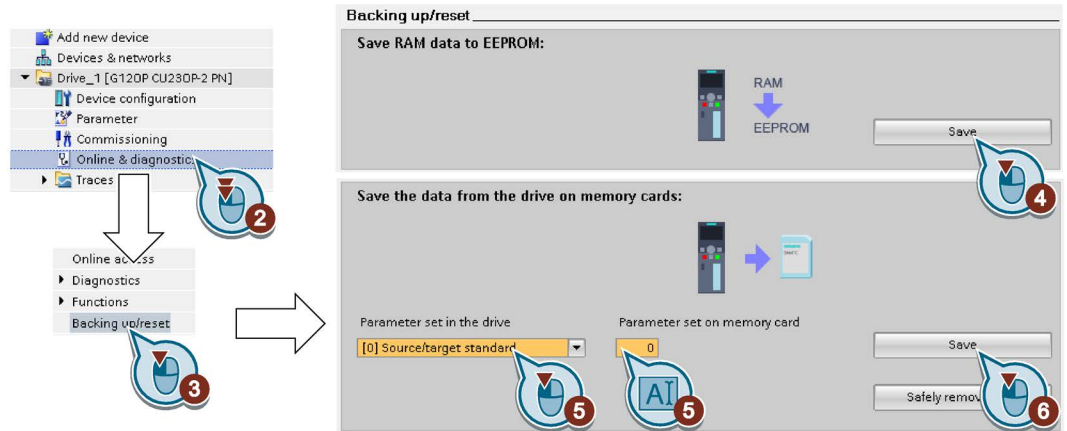 Add new device
Devices & networks
Drive_1 [G120P CU230P-2 PN]
Device configuration
Parameter
Commissioning
Online & diagnostics
Traces
2
Online access
Diagnostics
Functions
Backing up/reset
3
Backing up/reset
Save RAM data to EEPROM:
RAM
EEPROM
Save
4
Save the data from the drive on memory cards:
Parameter set in the drive
Parameter set on memory card
[0] Source/target standard
0
Save
5
A
5
Safely remov
6